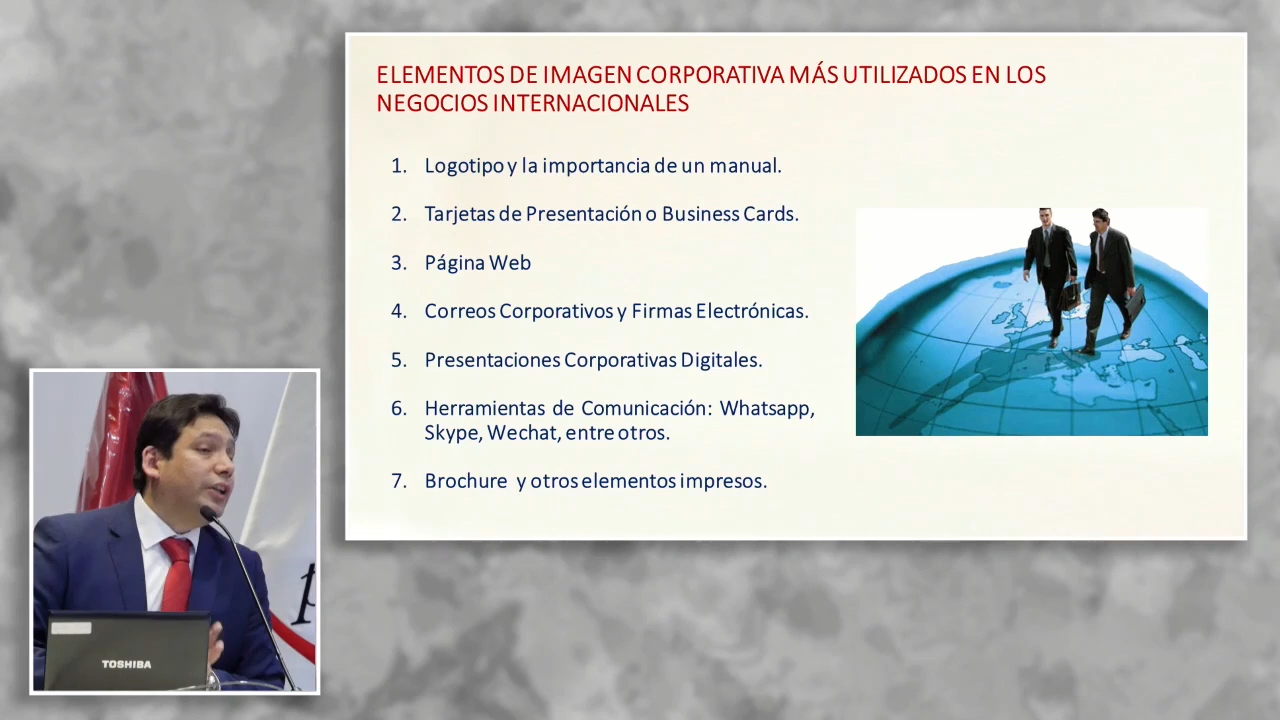 ELEMENTOS DE IMAGEN CORPORATIVA MÁS UTILIZADOS EN LOS
NEGOCIOS INTERNACIONALES
1. Logotipo y la importancia de un manual.
2. Tarjetas de Presentación o Business Cards.
3. Página Web
4. Correos Corporativos y Firmas Electrónicas.
5. Presentaciones Corporativas Digitales.
6. Herramientas de Comunicación: Whatsapp,
Skype, Wechat, entre otros.
7. Brochure y otros elementos impresos.
TOSHIBA